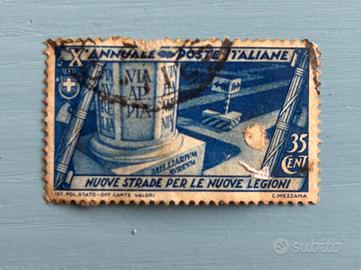 X° ANNUALE POSTE ITALIANE
VIA
AP
PIA
MILLIARIVM
AVREVM
35
CENT
NUOVE STRADE PER LE NUOVE LEGIONI
IST. POL. STATO - OFF. CARTE VALORI
C. MEZZANA
subito